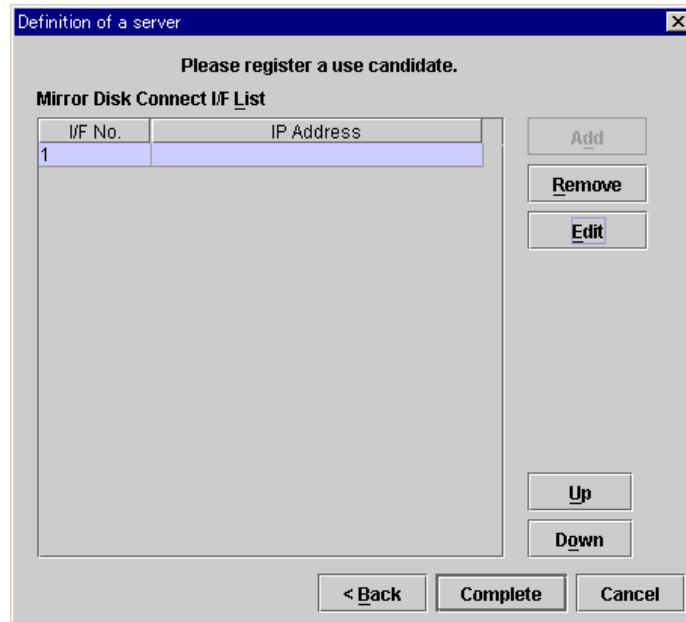 Definition of a server
Please register a use candidate.
Mirror Disk Connect I/F List
I/F No. IP Address
1
Add
Remove
Edit
Up
Down
< Back Complete Cancel